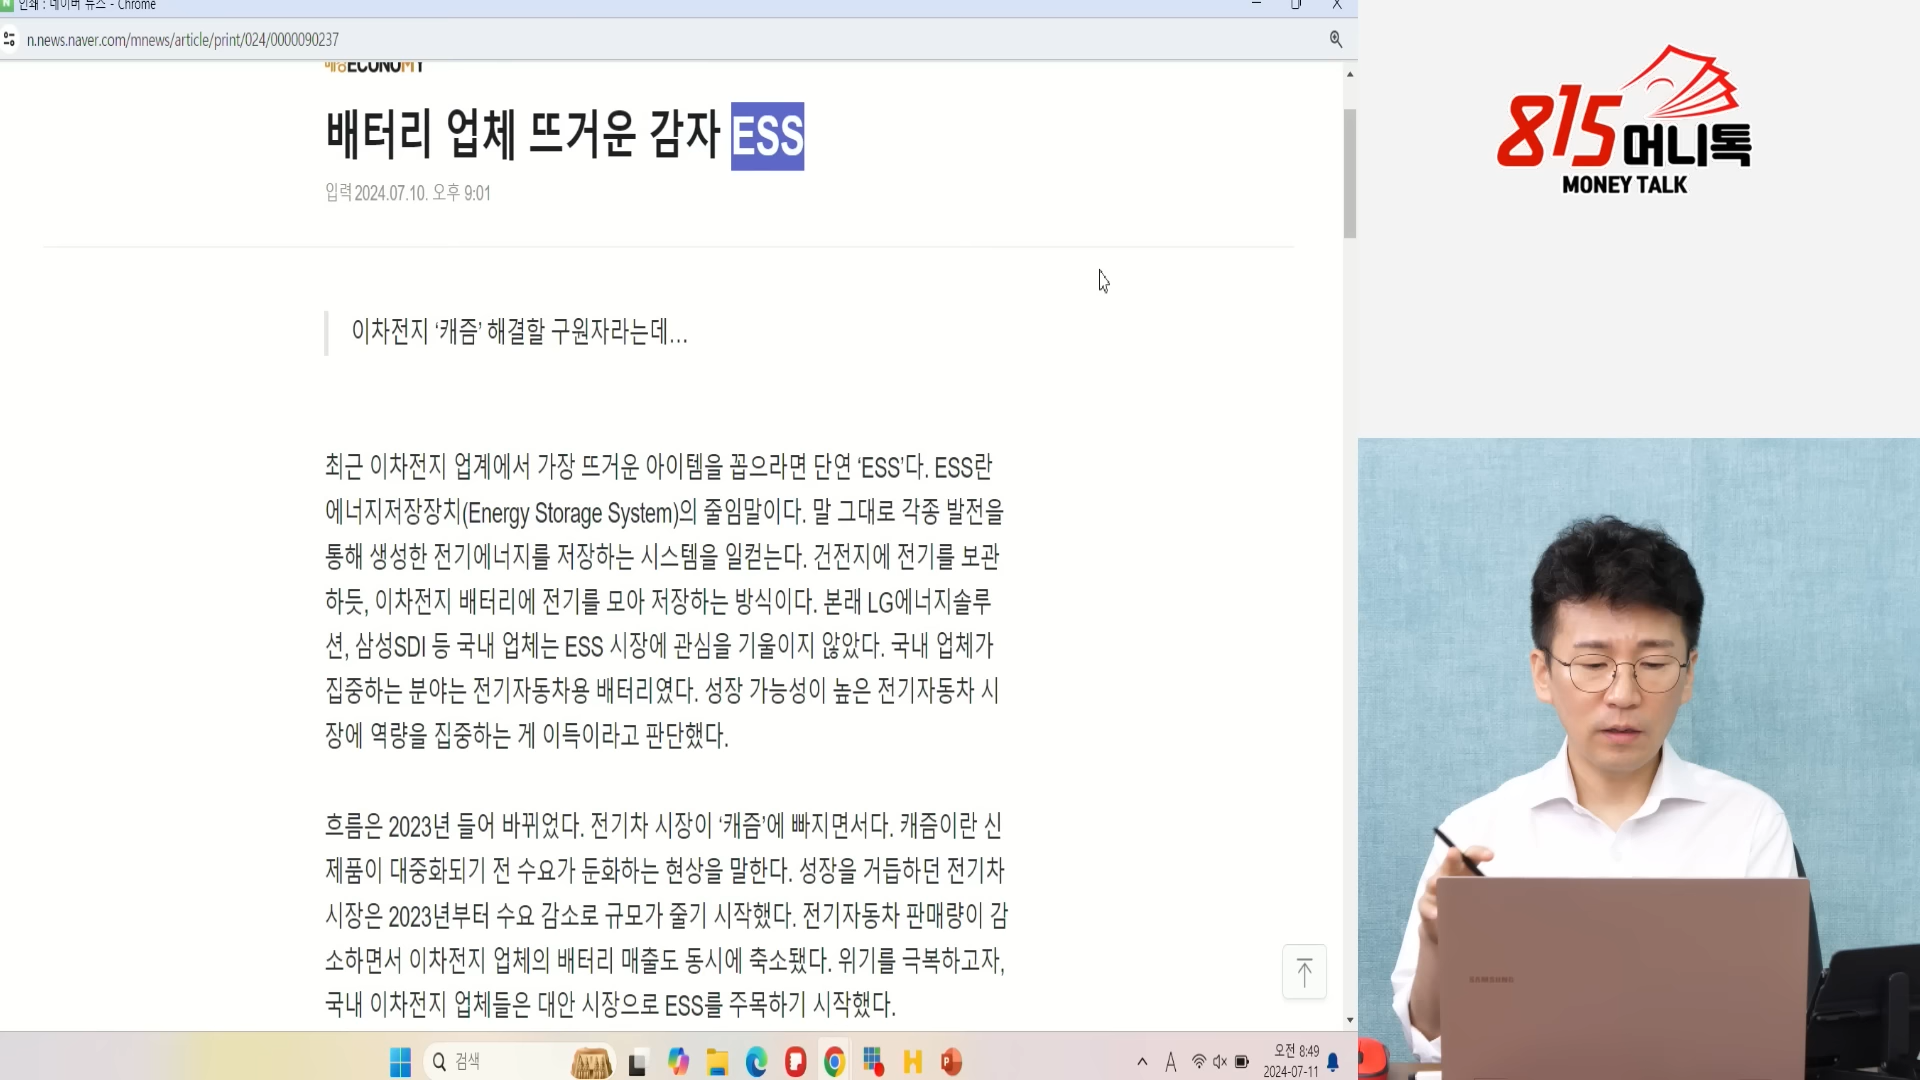 인쇄 : 네이버 뉴스 - Chrome
n.news.naver.com/mnews/article/print/024/0000090237
매경ECONOMY
배터리 업체 뜨거운 감자 ESS
입력 2024.07.10. 오후 9:01
이차전지 ‘캐즘’ 해결할 구원자라는데…
최근 이차전지 업계에서 가장 뜨거운 아이템을 꼽으라면 단연 ‘ESS’다. ESS란
에너지저장장치(Energy Storage System)의 줄임말이다. 말 그대로 각종 발전을
통해 생성한 전기에너지를 저장하는 시스템을 일컫는다. 건전지에 전기를 보관
하듯, 이차전지 배터리에 전기를 모아 저장하는 방식이다. 본래 LG에너지솔루
션, 삼성SDI 등 국내 업체는 ESS 시장에 관심을 기울이지 않았다. 국내 업체가
집중하는 분야는 전기자동차용 배터리였다. 성장 가능성이 높은 전기자동차 시
장에 역량을 집중하는 게 이득이라고 판단했다.
흐름은 2023년 들어 바뀌었다. 전기차 시장이 ‘캐즘’에 빠지면서다. 캐즘이란 신
제품이 대중화되기 전 수요가 둔화하는 현상을 말한다. 성장을 거듭하던 전기차
시장은 2023년부터 수요 감소로 규모가 줄기 시작했다. 전기자동차 판매량이 감
소하면서 이차전지 업체의 배터리 매출도 동시에 축소됐다. 위기를 극복하고자,
국내 이차전지 업체들은 대안 시장으로 ESS를 주목하기 시작했다.
검색
A
오전 8:49
2024-07-11
815머니톡
MONEY TALK
SAMSUNG